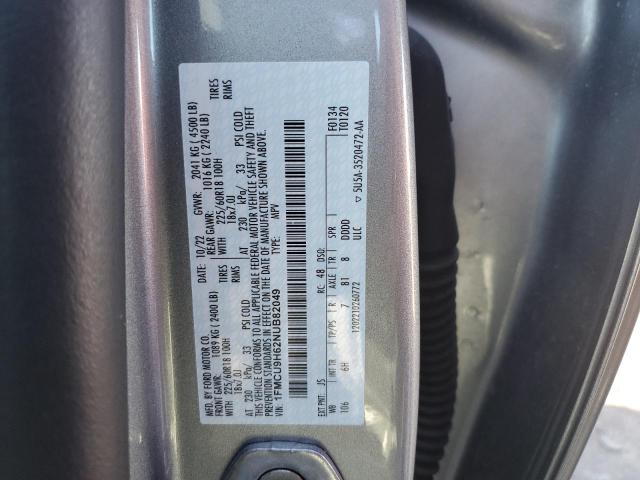 MFD. BY FORD MOTOR CO.
DATE: 10/22 GVWR: 2041 KG ( 4500 LB)
FRONT GAWR: 1089 KG ( 2400 LB) REAR GAWR: 1016 KG ( 2240 LB)
WITH 225/60R18 100H TIRES WITH 225/60R18 100H TIRES
18x7.0J RIMS 18x7.0J RIMS
AT 230 kPa/ 33 PSI COLD AT 230 kPa/ 33 PSI COLD
THIS VEHICLE CONFORMS TO ALL APPLICABLE FEDERAL MOTOR VEHICLE SAFETY AND THEFT
PREVENTION STANDARDS IN EFFECT ON THE DATE OF MANUFACTURE SHOWN ABOVE.
VIN: 1FMCU9H62NUB82049 TYPE: MPV
F0134
T0120
EXT PNT: JS RC: 48 DSO:
WB INT TR TP/PS R AXLE TR SPR
106 6H 7 81 8 DDDD
ULC
1202210260772
5U5A-3520472-AA